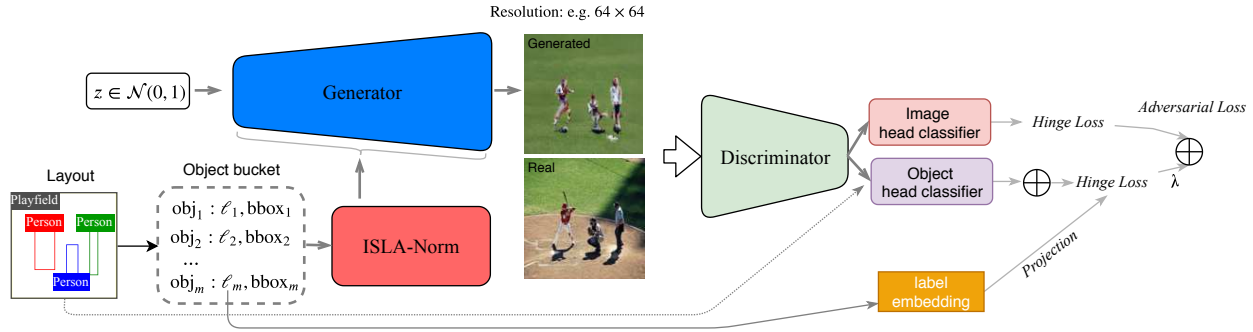 Resolution: e.g. 64 × 64
Generated
z ∈ 𝒩(0, 1)
Generator
Real
Layout
Playfield
Person
Person
Person
Object bucket
obj₁ : ℓ₁, bbox₁
obj₂ : ℓ₂, bbox₂
...
objₘ : ℓₘ, bboxₘ
ISLA-Norm
Discriminator
Image
head classifier
Object
head classifier
Hinge Loss
Hinge Loss
Adversarial Loss
λ
Projection
label
embedding